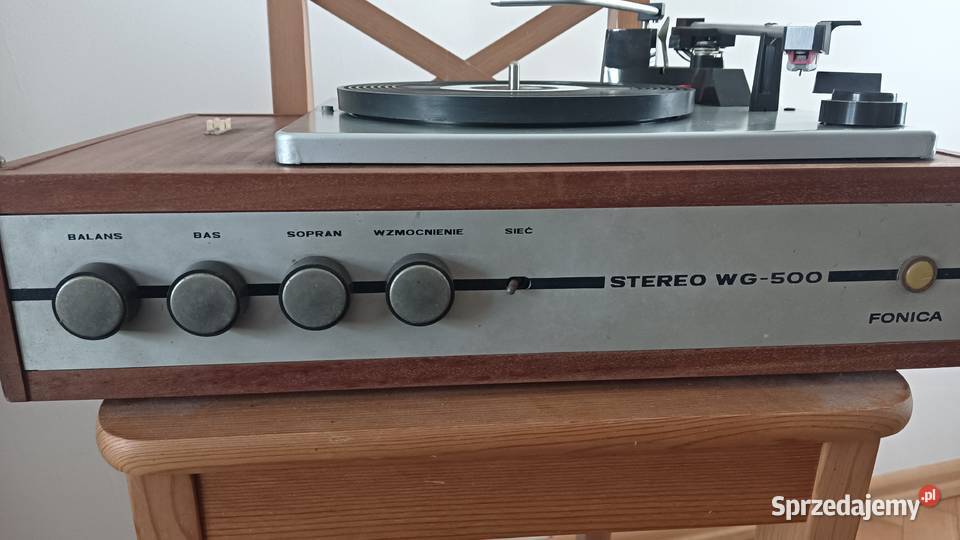 BALANS BAS SOPRAN WZMOCNIENIE SIEĆ
STEREO WG-500
FONICA
Sprzedajemy.pl